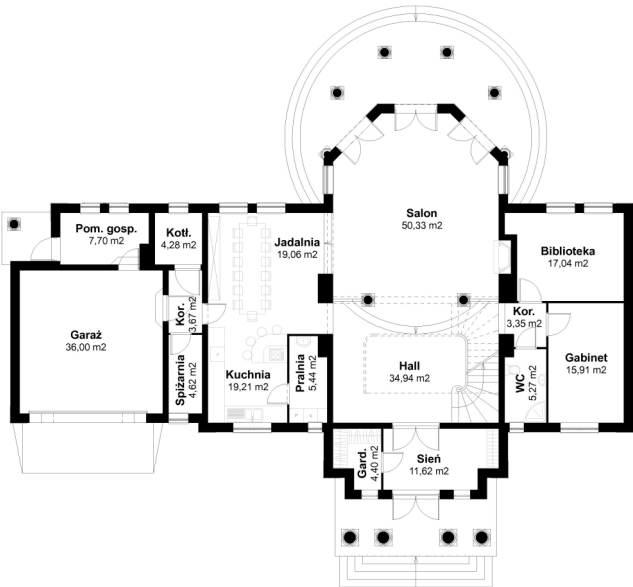 Pom. gosp.
7,70 m2
Kotł.
4,28 m2
Jadalnia
19,06 m2
Salon
50,33 m2
Biblioteka
17,04 m2
Garaż
36,00 m2
Kor.
3,67 m2
Spiżarnia
4,62 m2
Kuchnia
19,21 m2
Pralnia
5,44 m2
Hall
34,94 m2
Kor.
3,35 m2
WC
5,27 m2
Gabinet
15,91 m2
Gard.
4,40 m2
Sień
11,62 m2